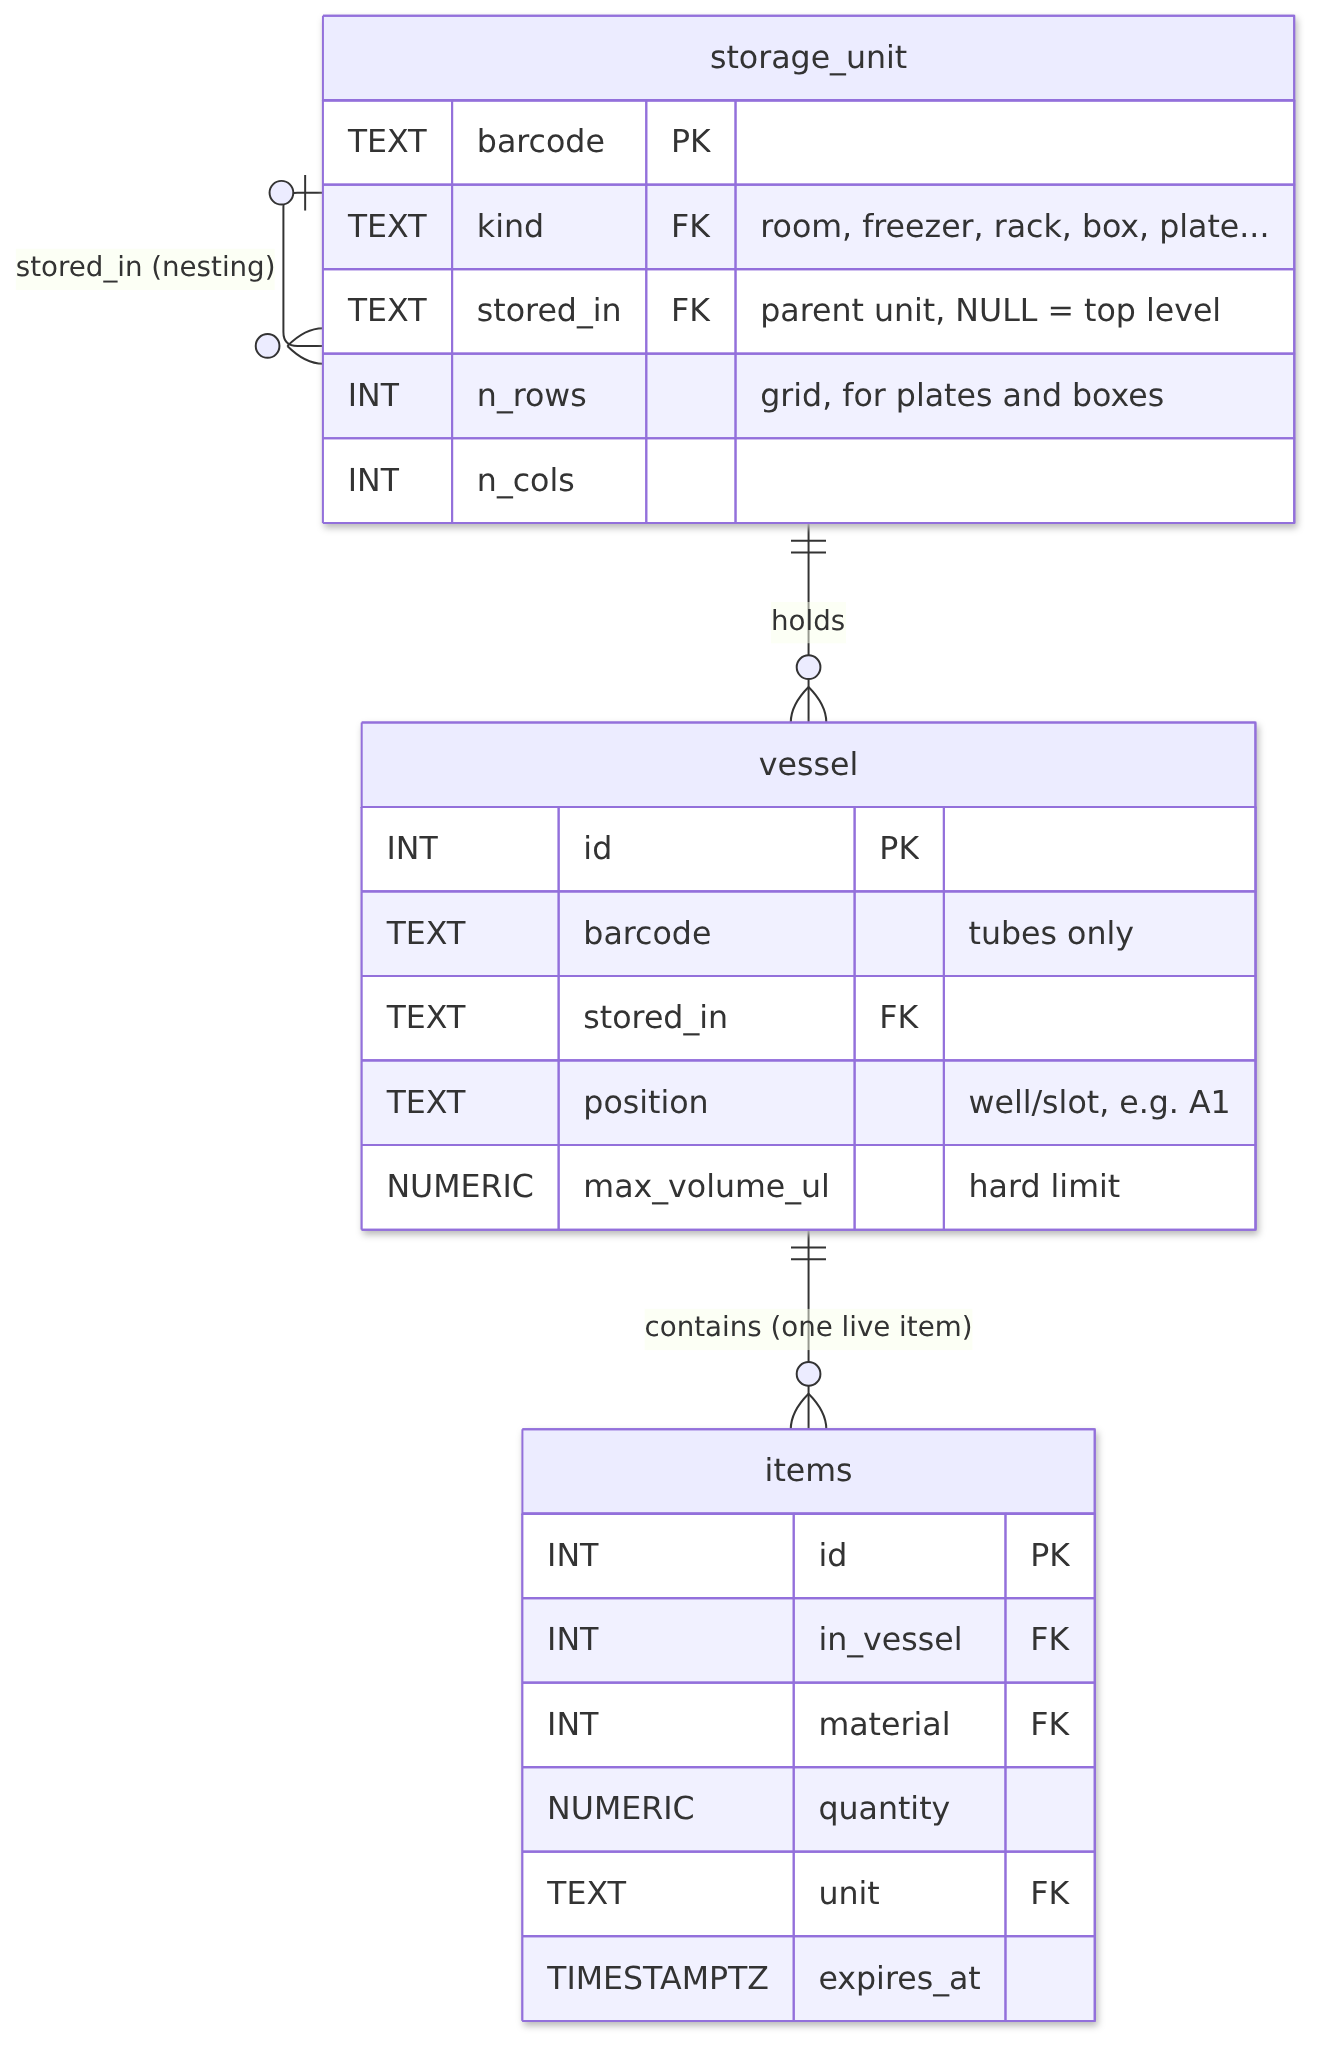 storage_unit
TEXT barcode PK
TEXT kind FK room, freezer, rack, box, plate...
stored_in (nesting)
TEXT stored_in FK parent unit, NULL = top level
INT n_rows grid, for plates and boxes
INT n_cols
holds
vessel
INT id PK
TEXT barcode tubes only
TEXT stored_in FK
TEXT position well/slot, e.g. A1
NUMERIC max_volume_ul hard limit
contains (one live item)
items
INT id PK
INT in_vessel FK
INT material FK
NUMERIC quantity
TEXT unit FK
TIMESTAMPTZ expires_at